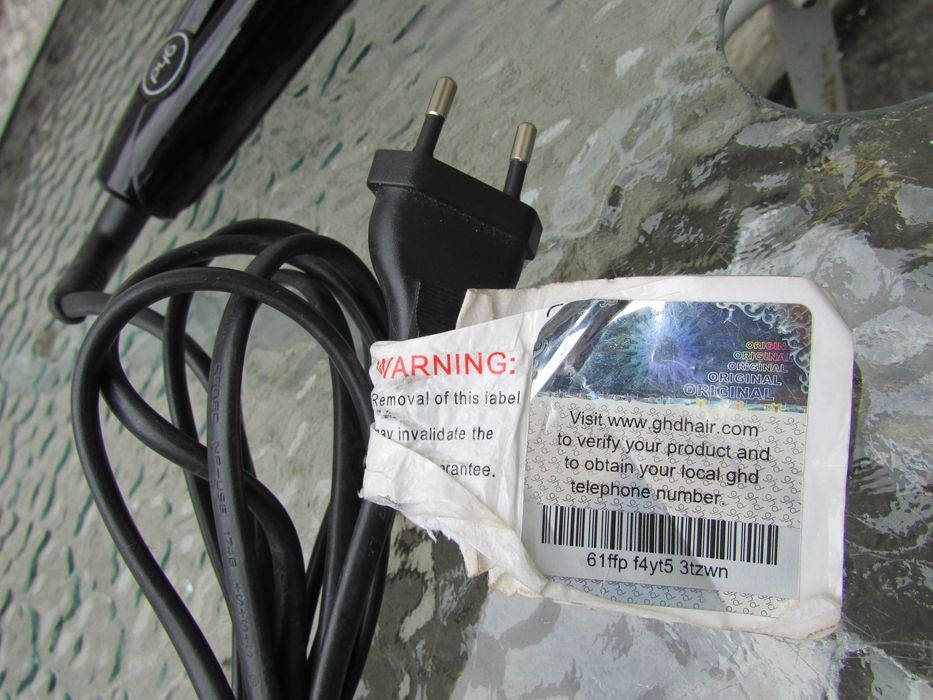 ghd
WARNING:
Removal of this label
may invalidate the
ORIGINAL
ORIGINAL
ORIGINAL
ORIGINAL
ORIGINAL
Visit www.ghdhair.com
to verify your product and
to obtain your local ghd
telephone number.
61ffp f4yt5 3tzwn